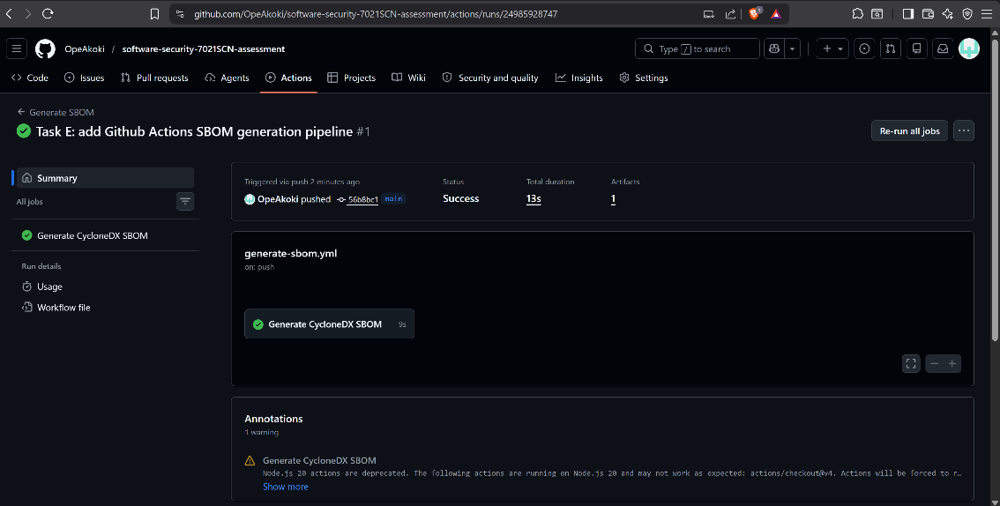 github.com/OpeAkoki/software-security-7021SCN-assessment/actions/runs/24985928747
1
OpeAkoki / software-security-7021SCN-assessment
Type / to search
Code
Issues
Pull requests
Agents
Actions
Projects
Wiki
Security and quality
Insights
Settings
Generate SBOM
Task E: add Github Actions SBOM generation pipeline #1
Re-run all jobs
Summary
All jobs
Generate CycloneDX SBOM
Run details
Usage
Workflow file
Triggered via push 2 minutes ago
OpeAkoki pushed 56b8bc1 main
Status
Success
Total duration
13s
Artifacts
1
generate-sbom.yml
on: push
Generate CycloneDX SBOM 9s
Annotations
1 warning
Generate CycloneDX SBOM
Node.js 20 actions are deprecated. The following actions are running on Node.js 20 and may not work as expected: actions/checkout@v4. Actions will be forced to r…
Show more